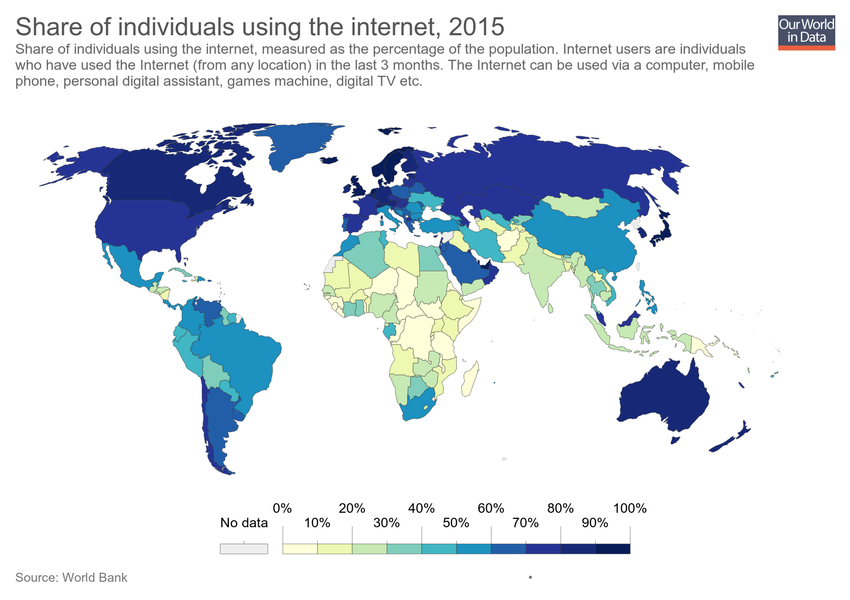 Share of individuals using the internet, 2015
Our World
in Data
Share of individuals using the internet, measured as the percentage of the population. Internet users are individuals
who have used the Internet (from any location) in the last 3 months. The Internet can be used via a computer, mobile
phone, personal digital assistant, games machine, digital TV etc.
0% 20% 40% 60% 80% 100%
No data 10% 30% 50% 70% 90%
Source: World Bank